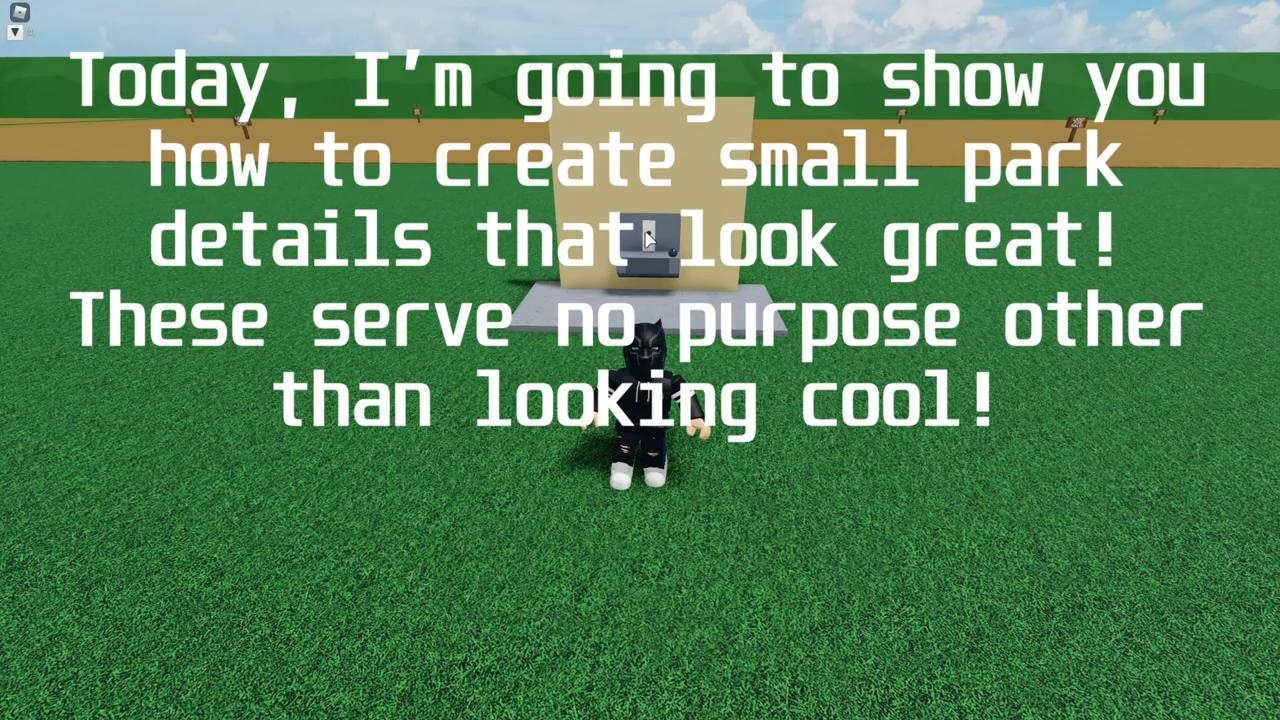 Today, I'm going to show you
how to create small park
details that look great!
These serve no purpose other
than looking cool!